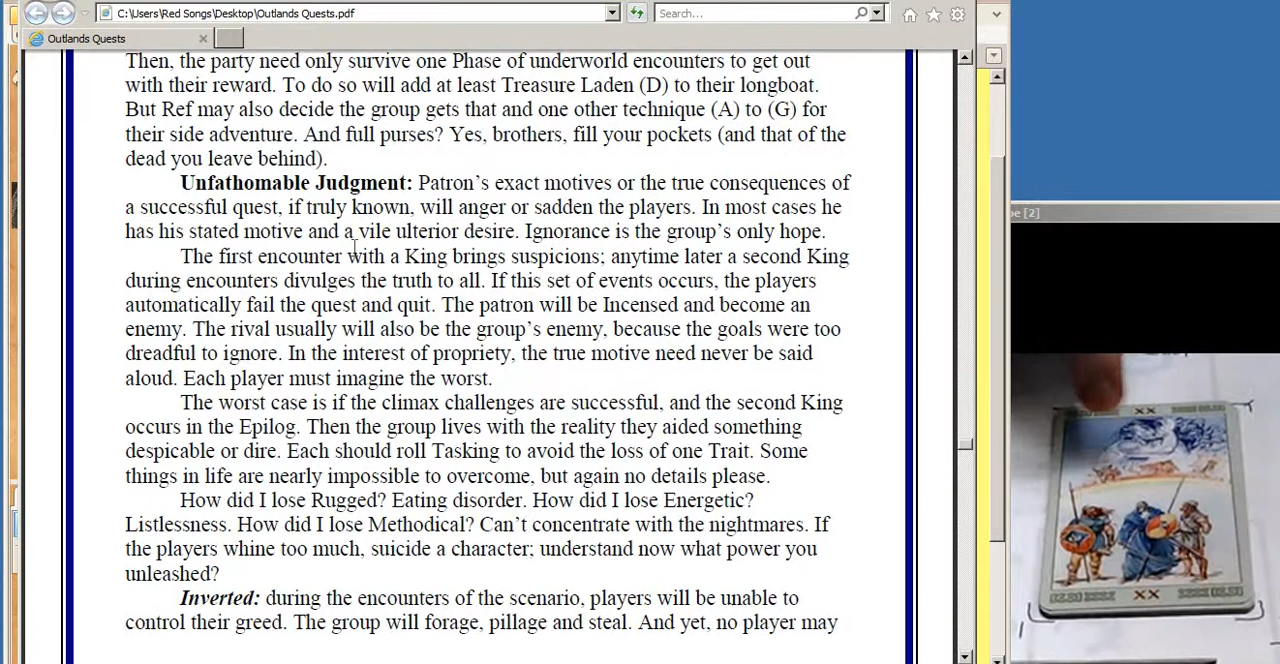 C:\Users\Red Songs\Desktop\Outlands Quests.pdf
Search...
Outlands Quests
Then, the party need only survive one Phase of underworld encounters to get out
with their reward. To do so will add at least Treasure Laden (D) to their longboat.
But Ref may also decide the group gets that and one other technique (A) to (G) for
their side adventure. And full purses? Yes, brothers, fill your pockets (and that of the
dead you leave behind).
Unfathomable Judgment: Patron’s exact motives or the true consequences of
a successful quest, if truly known, will anger or sadden the players. In most cases he
has his stated motive and a vile ulterior desire. Ignorance is the group’s only hope.
The first encounter with a King brings suspicions; anytime later a second King
during encounters divulges the truth to all. If this set of events occurs, the players
automatically fail the quest and quit. The patron will be Incensed and become an
enemy. The rival usually will also be the group’s enemy, because the goals were too
dreadful to ignore. In the interest of propriety, the true motive need never be said
aloud. Each player must imagine the worst.
The worst case is if the climax challenges are successful, and the second King
occurs in the Epilog. Then the group lives with the reality they aided something
despicable or dire. Each should roll Tasking to avoid the loss of one Trait. Some
things in life are nearly impossible to overcome, but again no details please.
How did I lose Rugged? Eating disorder. How did I lose Energetic?
Listlessness. How did I lose Methodical? Can’t concentrate with the nightmares. If
the players whine too much, suicide a character; understand now what power you
unleashed?
Inverted: during the encounters of the scenario, players will be unable to
control their greed. The group will forage, pillage and steal. And yet, no player may
pe [2]
XX
XX